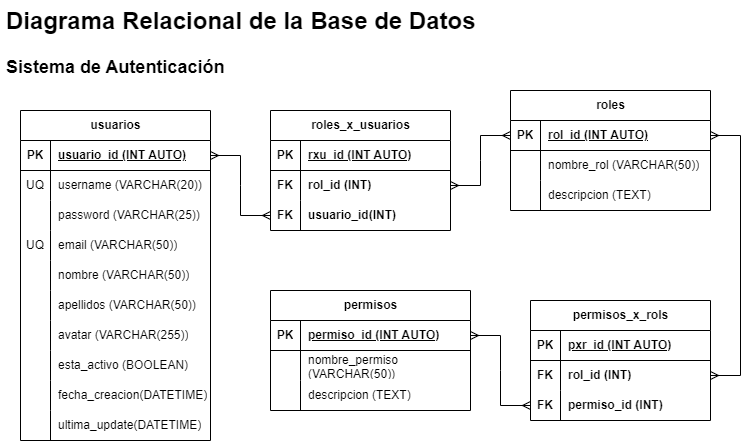 Diagrama Relacional de la Base de Datos
Sistema de Autenticación
usuarios
PK usuario_id (INT AUTO)
UQ username (VARCHAR(20))
password (VARCHAR(25))
UQ email (VARCHAR(50))
nombre (VARCHAR(50))
apellidos (VARCHAR(50))
avatar (VARCHAR(255))
esta_activo (BOOLEAN)
fecha_creacion(DATETIME)
ultima_update(DATETIME)
roles_x_usuarios
PK rxu_id (INT AUTO)
FK rol_id (INT)
FK usuario_id(INT)
roles
PK rol_id (INT AUTO)
nombre_rol (VARCHAR(50))
descripcion (TEXT)
permisos
PK permiso_id (INT AUTO)
nombre_permiso
(VARCHAR(50))
descripcion (TEXT)
permisos_x_rols
PK pxr_id (INT AUTO)
FK rol_id (INT)
FK permiso_id (INT)